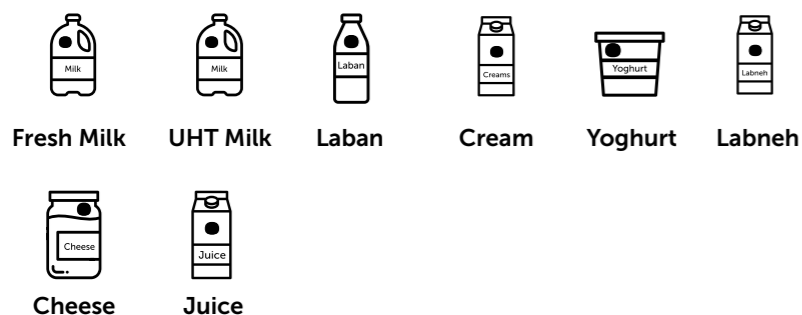 Milk Milk Laban Creams Yoghurt Labneh
Fresh Milk UHT Milk Laban Cream Yoghurt Labneh
Cheese Juice
Cheese Juice